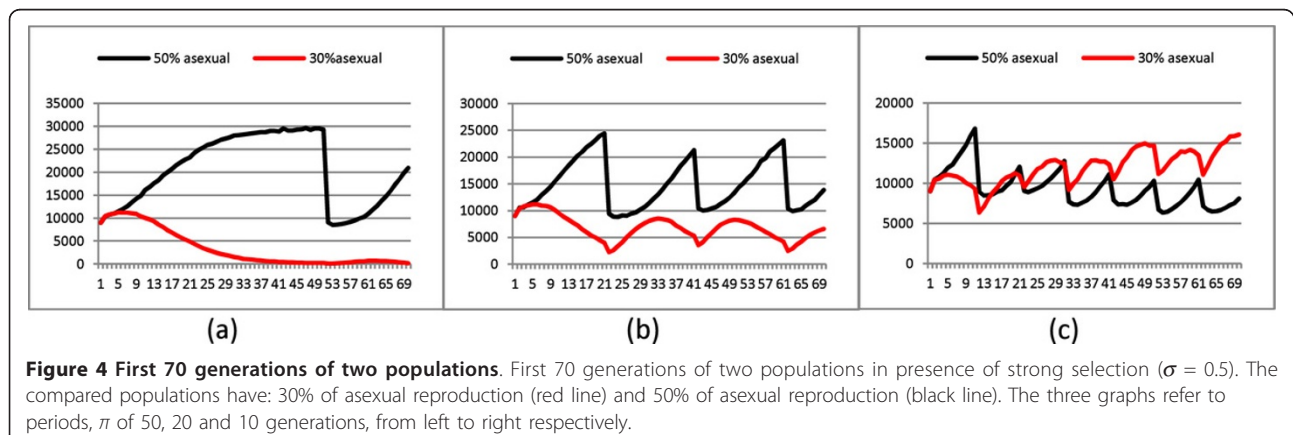 50% asexual 30%asexual
35000
30000
25000
20000
15000
10000
5000
0
1 5 9 13 17 21 25 29 33 37 41 45 49 53 57 61 65 69
(a)
50% asexual 30% asexual
30000
25000
20000
15000
10000
5000
0
1 5 9 13 17 21 25 29 33 37 41 45 49 53 57 61 65 69
(b)
50% asexual 30% asexual
20000
15000
10000
5000
0
1 5 9 13 17 21 25 29 33 37 41 45 49 53 57 61 65 69
(c)
Figure 4 First 70 generations of two populations. First 70 generations of two populations in presence of strong selection (σ = 0.5). The
compared populations have: 30% of asexual reproduction (red line) and 50% of asexual reproduction (black line). The three graphs refer to
periods, π of 50, 20 and 10 generations, from left to right respectively.